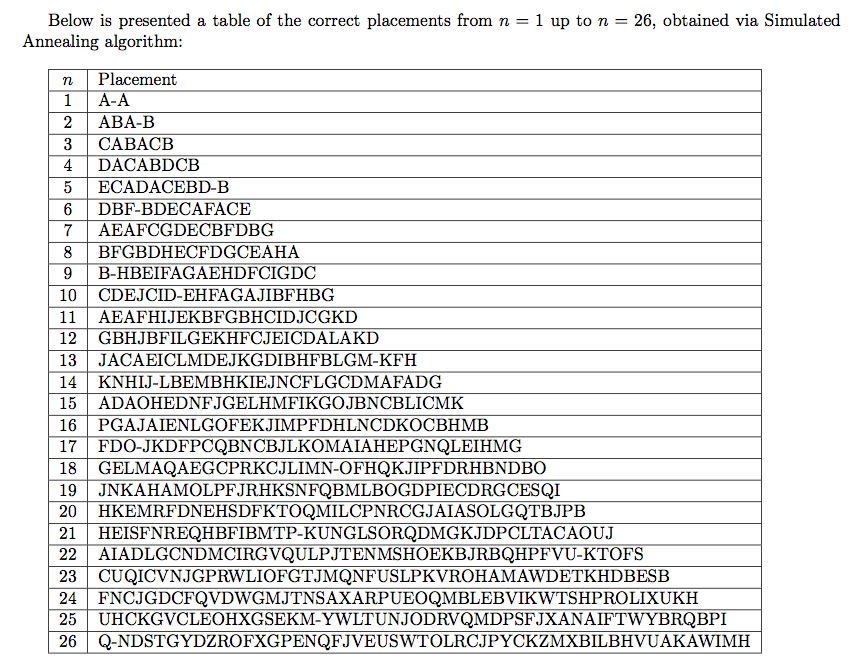 Below is presented a table of the correct placements from n = 1 up to n = 26, obtained via Simulated
Annealing algorithm:
n Placement
1 A-A
2 ABA-B
3 CABACB
4 DACABDCB
5 ECADACEBD-B
6 DBF-BDECAFACE
7 AEAFCGDECBFDBG
8 BFGBDHECFDGCEAHA
9 B-HBEIFAGAEHDFCIGDC
10 CDEJCID-EHFAGAJIBFHBG
11 AEAFHIJEKBFGBHCIDJCGKD
12 GBHJBFILGEKHFCJEICDALAKD
13 JACAEICLMDEJKGDIBHFBLGM-KFH
14 KNHIJ-LBEMBHKIEJNCFLGCDMAFADG
15 ADAOHEDNFJGELHMFIKGOJBNCBLICMK
16 PGAJAIENLGOFEKJIMPFDHLNCDKOCBHMB
17 FDO-JKDFPCQBNCBJLKOMAIAHEPGNQLEIHMG
18 GELMAQAEGCPRKCJLIMN-OFHQKJIPFDRHBNDBO
19 JNKAHAMOLPFJRHKSNFQBMLBOGDPIECDRGCESQI
20 HKEMRFDNEHSDFKTOQMILCPNRCGJAIASOLGQTBJPB
21 HEISFNREQHBFIBMTP-KUNGLSORQDMGKJDPCLTACAOUJ
22 AIADLGCNDMCIRGVQULPJTENMSHOEKBJRBQHPFVU-KTOFS
23 CUQICVNJGPRWLIOFGTJMQNFUSLPKVROHAMAWDETKHDBESB
24 FNCJGDCFQVDWGMJTNSAXARPUEOQMBLEBVIKWTSHPROLIXUKH
25 UHCKGVCLEOHXGSEKM-YWLTUNJODRVQMDPSFJXANAIFTWYBRQBPI
26 Q-NDSTGYDZROFXGPENQFJVEUSWTOLRCJPYCKZMXBILBHVUAKAWIMH